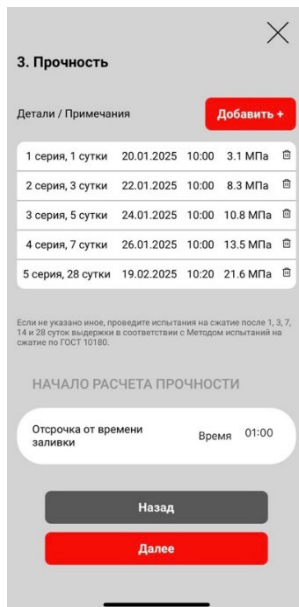 3. Прочность
Детали / Примечания
Добавить +
1 серия, 1 сутки 20.01.2025 10:00 3.1 МПа
2 серия, 3 сутки 22.01.2025 10:00 8.3 МПа
3 серия, 5 сутки 24.01.2025 10:00 10.8 МПа
4 серия, 7 сутки 26.01.2025 10:00 13.5 МПа
5 серия, 28 сутки 19.02.2025 10:20 21.6 МПа
Если не указано иное, проведите испытания на сжатие после 1, 3, 7,
14 и 28 суток выдержки в соответствии с Методом испытаний на
сжатие по ГОСТ 10180.
НАЧАЛО РАСЧЕТА ПРОЧНОСТИ
Отсрочка от времени
заливки
Время 01:00
Назад
Далее